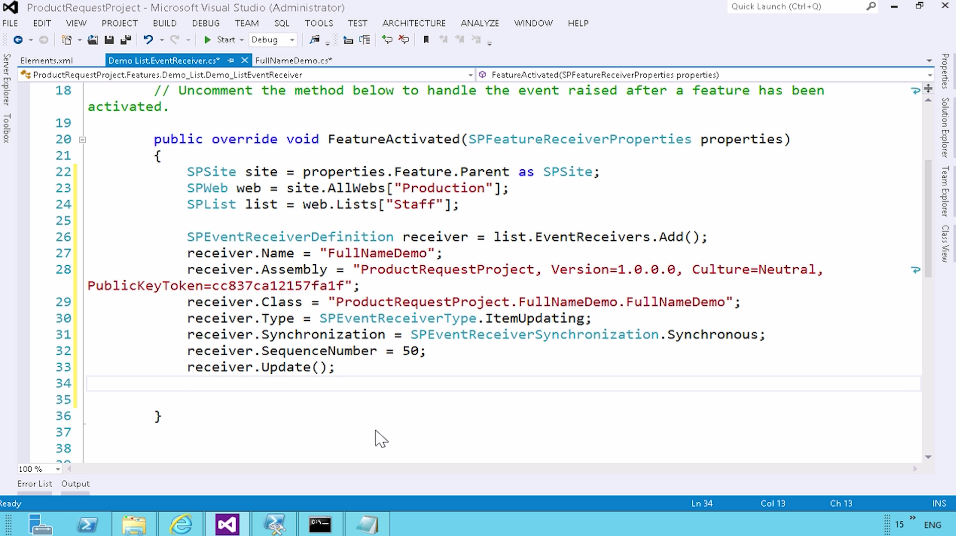 ProductRequestProject - Microsoft Visual Studio (Administrator)
Quick Launch (Ctrl+Q)
FILE EDIT VIEW PROJECT BUILD DEBUG TEAM SQL TOOLS TEST ARCHITECTURE ANALYZE WINDOW HELP
Start Debug
Elements.xml Demo List.EventReceiver.cs* FullNameDemo.cs*
ProductRequestProject.Features.Demo_List.Demo_ListEventReceiver FeatureActivated(SPFeatureReceiverProperties properties)
Server Explorer
Toolbox
Properties
Solution Explorer
Team Explorer
Class View
18 // Uncomment the method below to handle the event raised after a feature has been
activated.
19
20 public override void FeatureActivated(SPFeatureReceiverProperties properties)
21 {
22 SPSite site = properties.Feature.Parent as SPSite;
23 SPWeb web = site.AllWebs["Production"];
24 SPList list = web.Lists["Staff"];
25
26 SPEventReceiverDefinition receiver = list.EventReceivers.Add();
27 receiver.Name = "FullNameDemo";
28 receiver.Assembly = "ProductRequestProject, Version=1.0.0.0, Culture=Neutral,
PublicKeyToken=cc837ca12157fa1f";
29 receiver.Class = "ProductRequestProject.FullNameDemo.FullNameDemo";
30 receiver.Type = SPEventReceiverType.ItemUpdating;
31 receiver.Synchronization = SPEventReceiverSynchronization.Synchronous;
32 receiver.SequenceNumber = 50;
33 receiver.Update();
34
35
36 }
37
38
100 %
Error List Output
Ready Ln 34 Col 13 Ch 13 INS
15 ENG